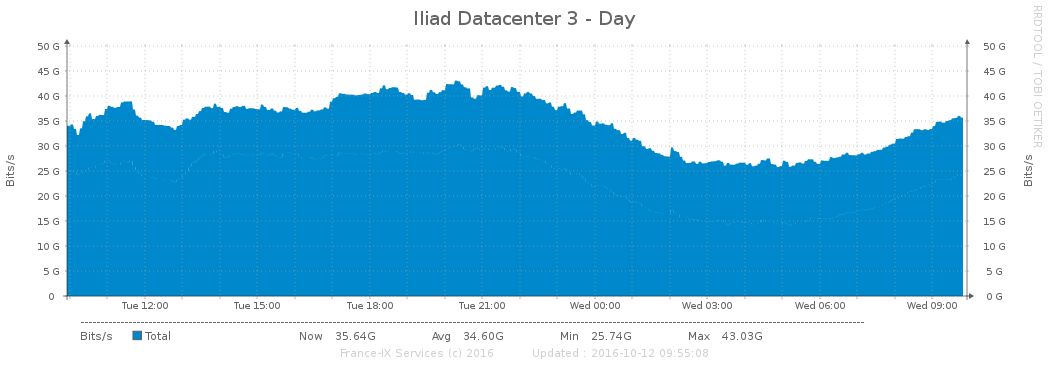 Iliad Datacenter 3 - Day
RRDTOOL / TOBI OETIKER
50 G 50 G
45 G 45 G
40 G 40 G
35 G 35 G
30 G 30 G
25 G 25 G
20 G 20 G
15 G 15 G
10 G 10 G
5 G 5 G
0 0 G
Bits/s
Bits/s
Tue 12:00 Tue 15:00 Tue 18:00 Tue 21:00 Wed 00:00 Wed 03:00 Wed 06:00 Wed 09:00
Bits/s Total Now 35.64G Avg 34.60G Min 25.74G Max 43.03G
France-IX Services (c) 2016 Updated : 2016-10-12 09:55:08